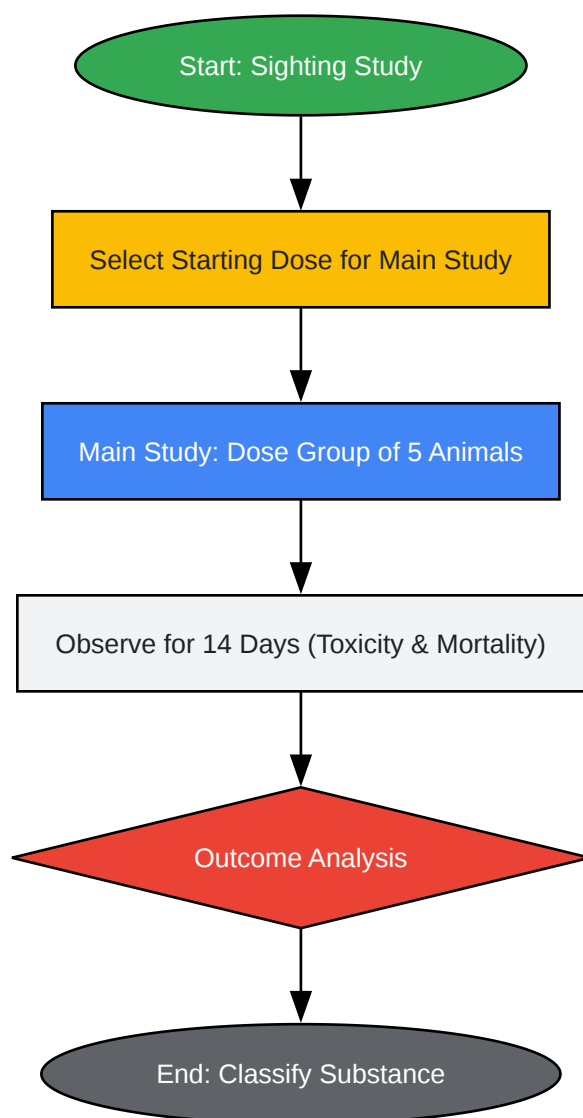 Start: Sighting Study
Select Starting Dose for Main Study
Main Study: Dose Group of 5 Animals
Observe for 14 Days (Toxicity & Mortality)
Outcome Analysis
End: Classify Substance